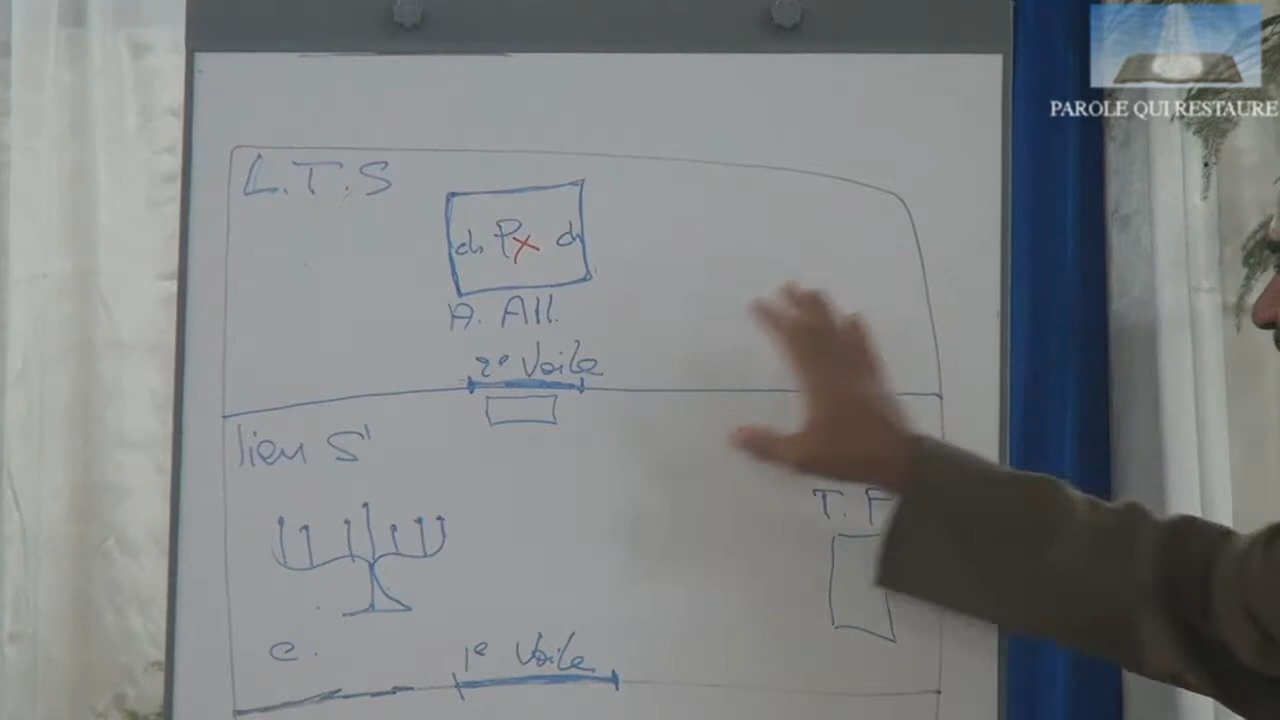 PAROLE QUI RESTAURE
L.T.S
ch Px ch
A. All.
2e Voile
lieu S'
T. P
c.
1e Voile